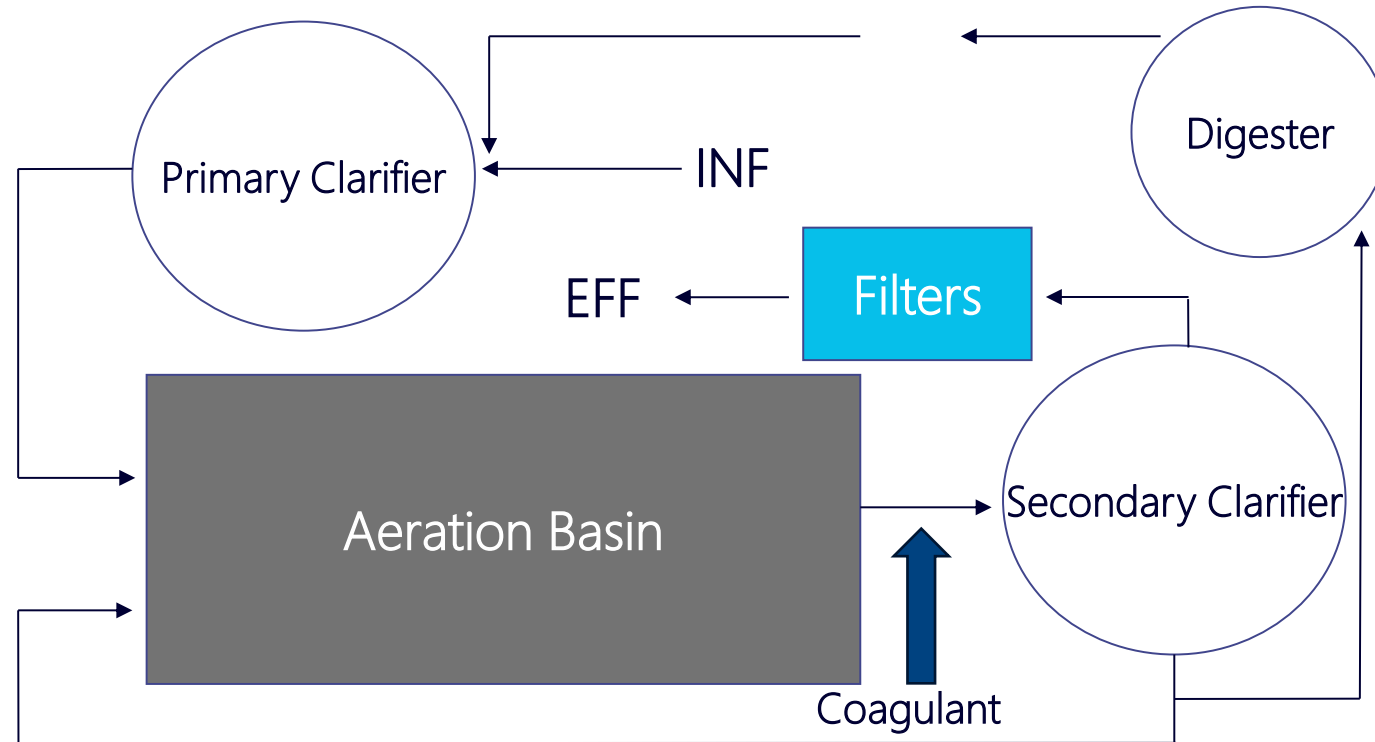 Digester
Primary Clarifier
INF
EFF
Filters
Secondary Clarifier
Aeration Basin
Coagulant